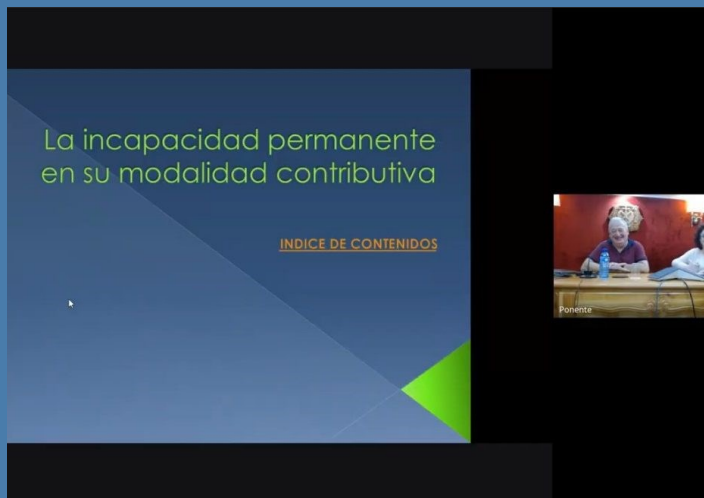 La incapacidad permanente
en su modalidad contributiva
INDICE DE CONTENIDOS
Ponente